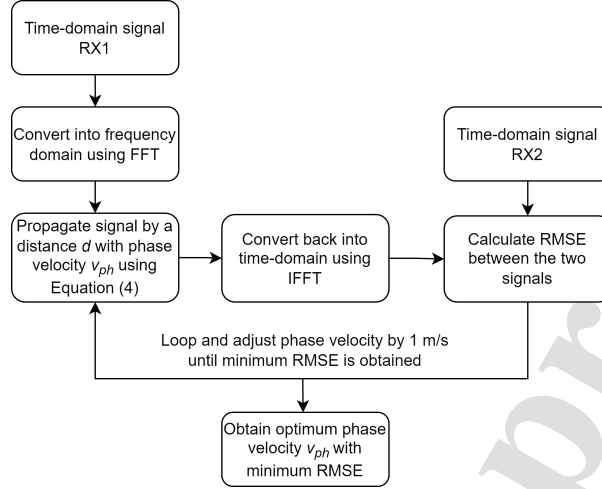 Time-domain signal
RX1
Convert into frequency
domain using FFT
Time-domain signal
RX2
Propagate signal by a
distance d with phase
velocity vph using
Equation (4)
Convert back into
time-domain using
IFFT
Calculate RMSE
between the two
signals
Loop and adjust phase velocity by 1 m/s
until minimum RMSE is obtained
Obtain optimum phase
velocity vph with
minimum RMSE
pr